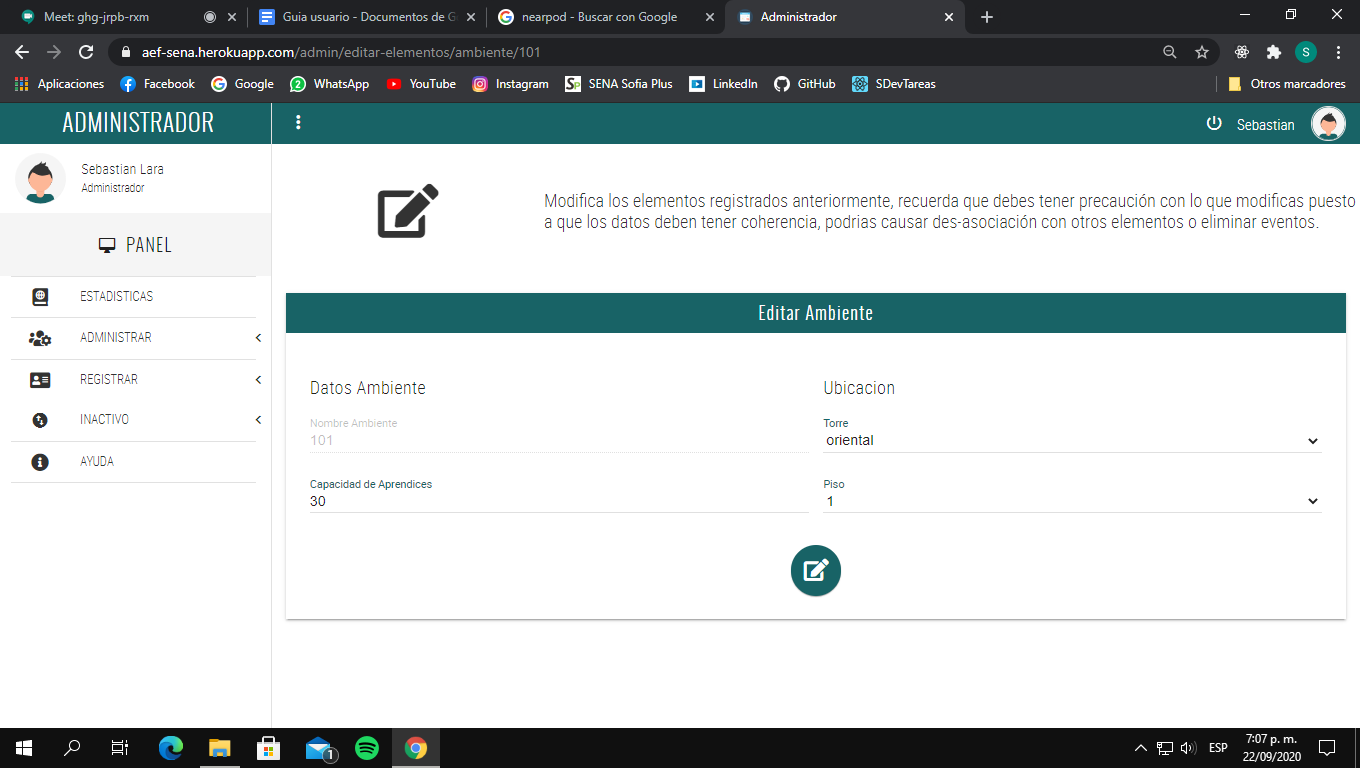 Meet: ghg-jrpb-rxm
Guia usuario - Documentos de G
nearpod - Buscar con Google
Administrador
aef-sena.herokuapp.com/admin/editar-elementos/ambiente/101
S
Aplicaciones
Facebook
Google
2
WhatsApp
YouTube
Instagram
Sp
SENA Sofia Plus
LinkedIn
GitHub
SDevTareas
Otros marcadores
ADMINISTRADOR
Sebastian
Sebastian Lara
Administrador
PANEL
ESTADISTICAS
ADMINISTRAR
REGISTRAR
INACTIVO
AYUDA
Modifica los elementos registrados anteriormente, recuerda que debes tener precaución con lo que modificas puesto
a que los datos deben tener coherencia, podrias causar des-asociación con otros elementos o eliminar eventos.
Editar Ambiente
Datos Ambiente
Nombre Ambiente
101
Capacidad de Aprendices
30
Ubicacion
Torre
oriental
Piso
1
1
ESP
7:07 p. m.
22/09/2020